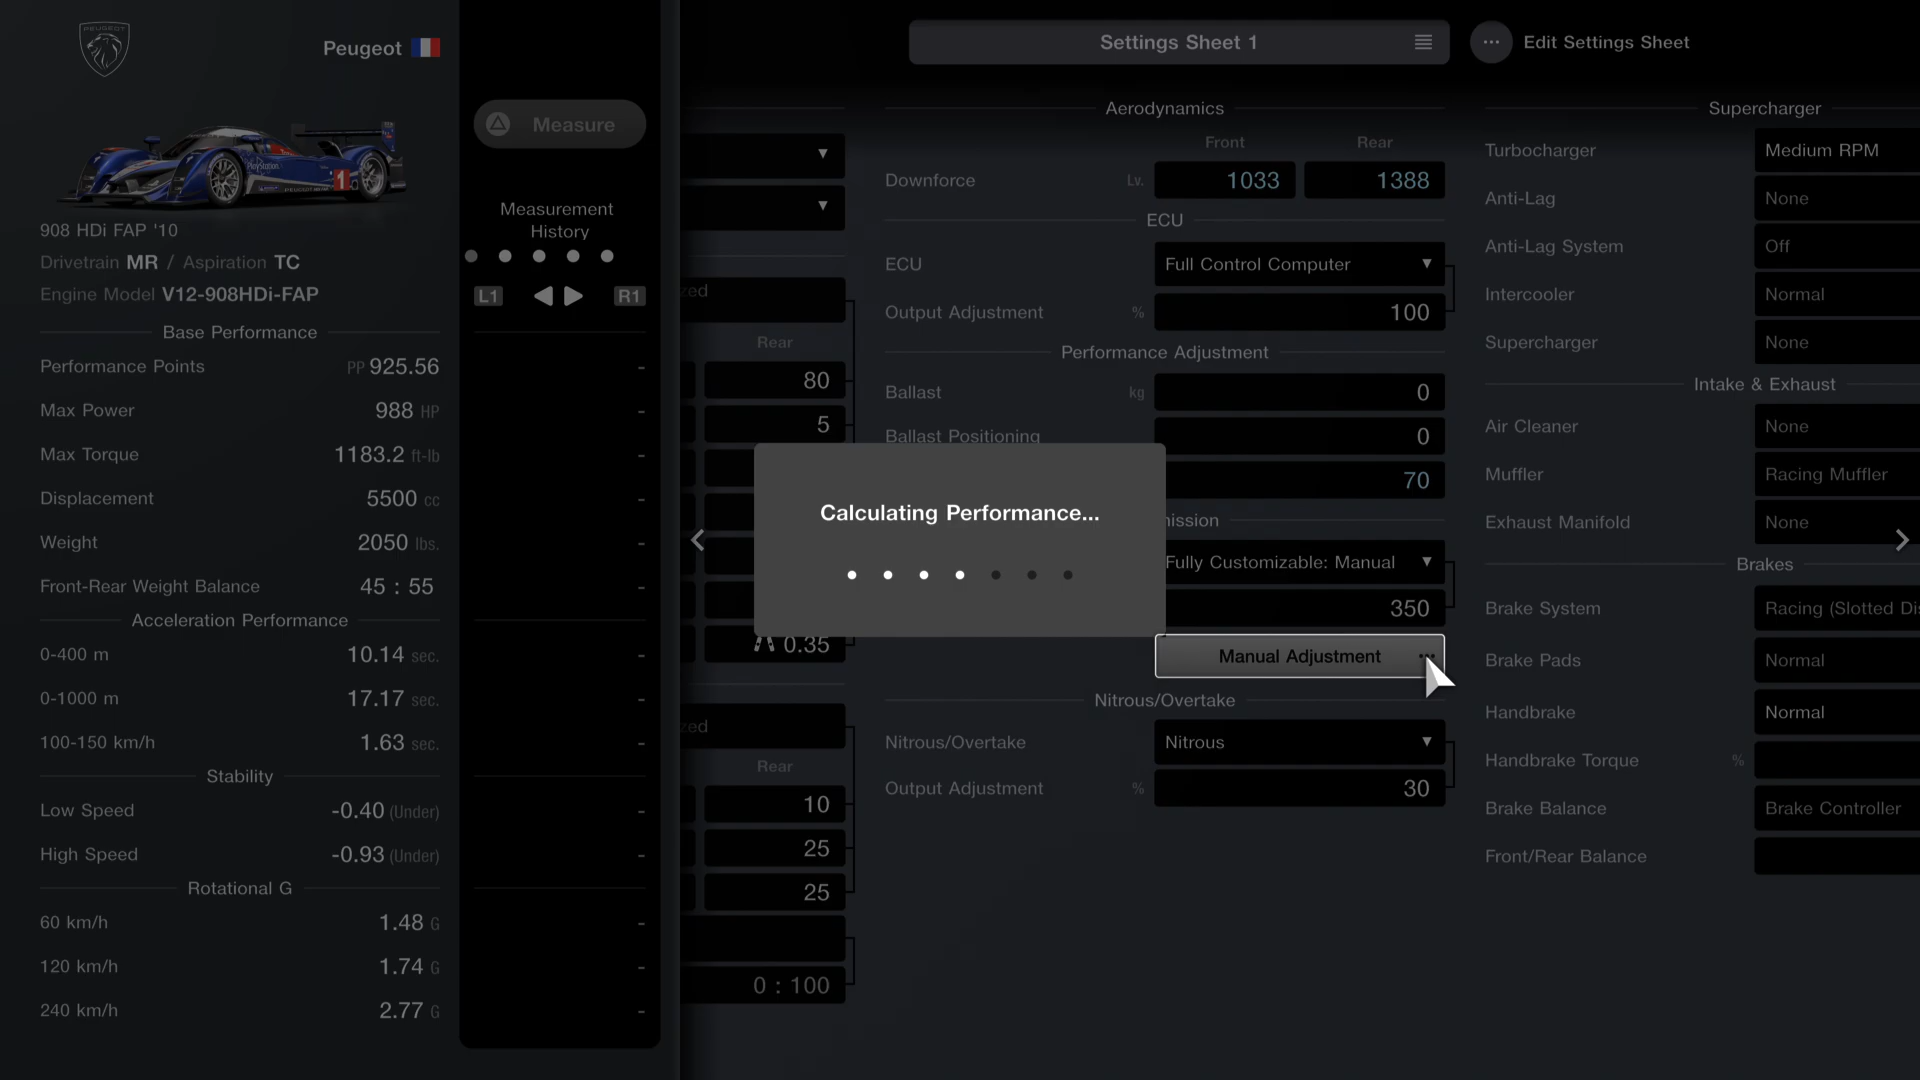 PEUGEOT
Peugeot
908 HDi FAP '10
Drivetrain MR / Aspiration TC
Engine Model V12-908HDi-FAP
Base Performance
Performance Points PP 925.56
Max Power 988 HP
Max Torque 1183.2 ft-lb
Displacement 5500 cc
Weight 2050 lbs.
Front-Rear Weight Balance 45 : 55
Acceleration Performance
0-400 m 10.14 sec.
0-1000 m 17.17 sec.
100-150 km/h 1.63 sec.
Stability
Low Speed -0.40 (Under)
High Speed -0.93 (Under)
Rotational G
60 km/h 1.48 G
120 km/h 1.74 G
240 km/h 2.77 G
Measure
Measurement
History
L1 R1
-
-
-
-
-
-
-
-
-
-
-
-
-
-
zed
Rear
80
5
0.35
zed
Rear
10
25
25
0 : 100
Settings Sheet 1
Edit Settings Sheet
Aerodynamics
Front Rear
Downforce Lv. 1033 1388
ECU
ECU Full Control Computer
Output Adjustment % 100
Performance Adjustment
Ballast kg 0
Ballast Positioning 0
70
mission
Fully Customizable: Manual
350
Manual Adjustment
Nitrous/Overtake
Nitrous/Overtake Nitrous
Output Adjustment % 30
Calculating Performance...
Supercharger
Turbocharger Medium RPM
Anti-Lag None
Anti-Lag System Off
Intercooler Normal
Supercharger None
Intake & Exhaust
Air Cleaner None
Muffler Racing Muffler
Exhaust Manifold None
Brakes
Brake System Racing (Slotted Dis
Brake Pads Normal
Handbrake Normal
Handbrake Torque %
Brake Balance Brake Controller
Front/Rear Balance